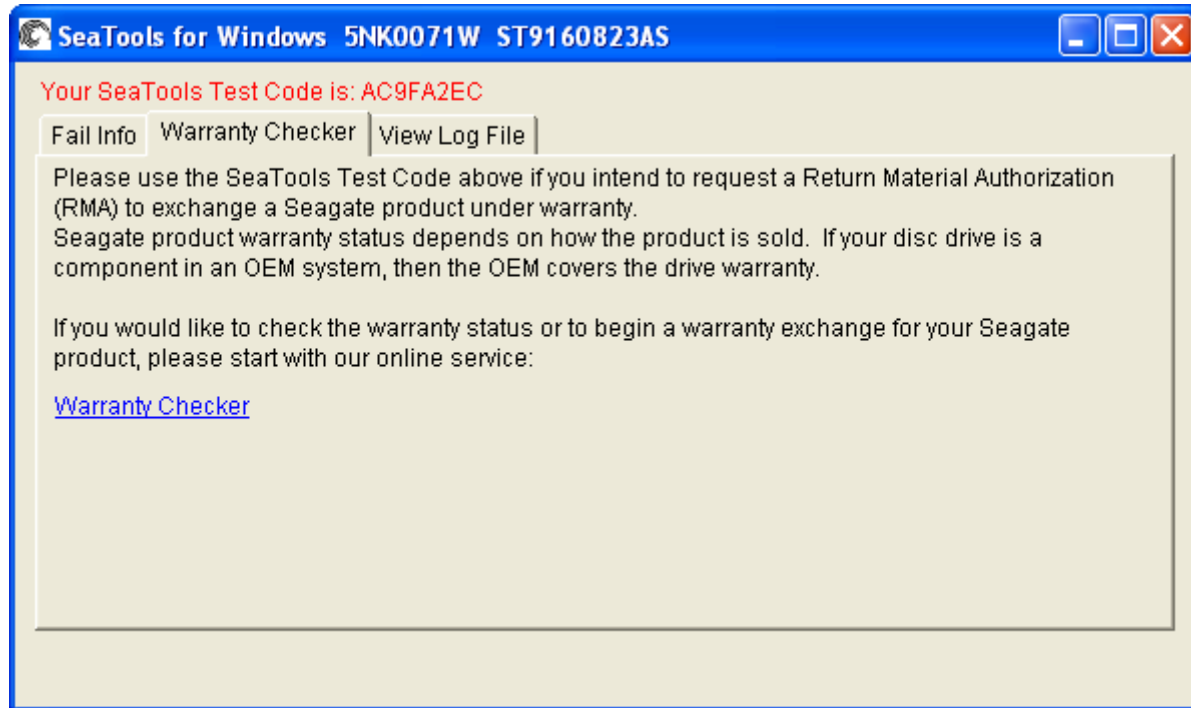 SeaTools for Windows 5NK0071W ST9160823AS
Your SeaTools Test Code is: AC9FA2EC
Fail Info Warranty Checker View Log File
Please use the SeaTools Test Code above if you intend to request a Return Material Authorization
(RMA) to exchange a Seagate product under warranty.
Seagate product warranty status depends on how the product is sold. If your disc drive is a
component in an OEM system, then the OEM covers the drive warranty.
If you would like to check the warranty status or to begin a warranty exchange for your Seagate
product, please start with our online service:
Warranty Checker